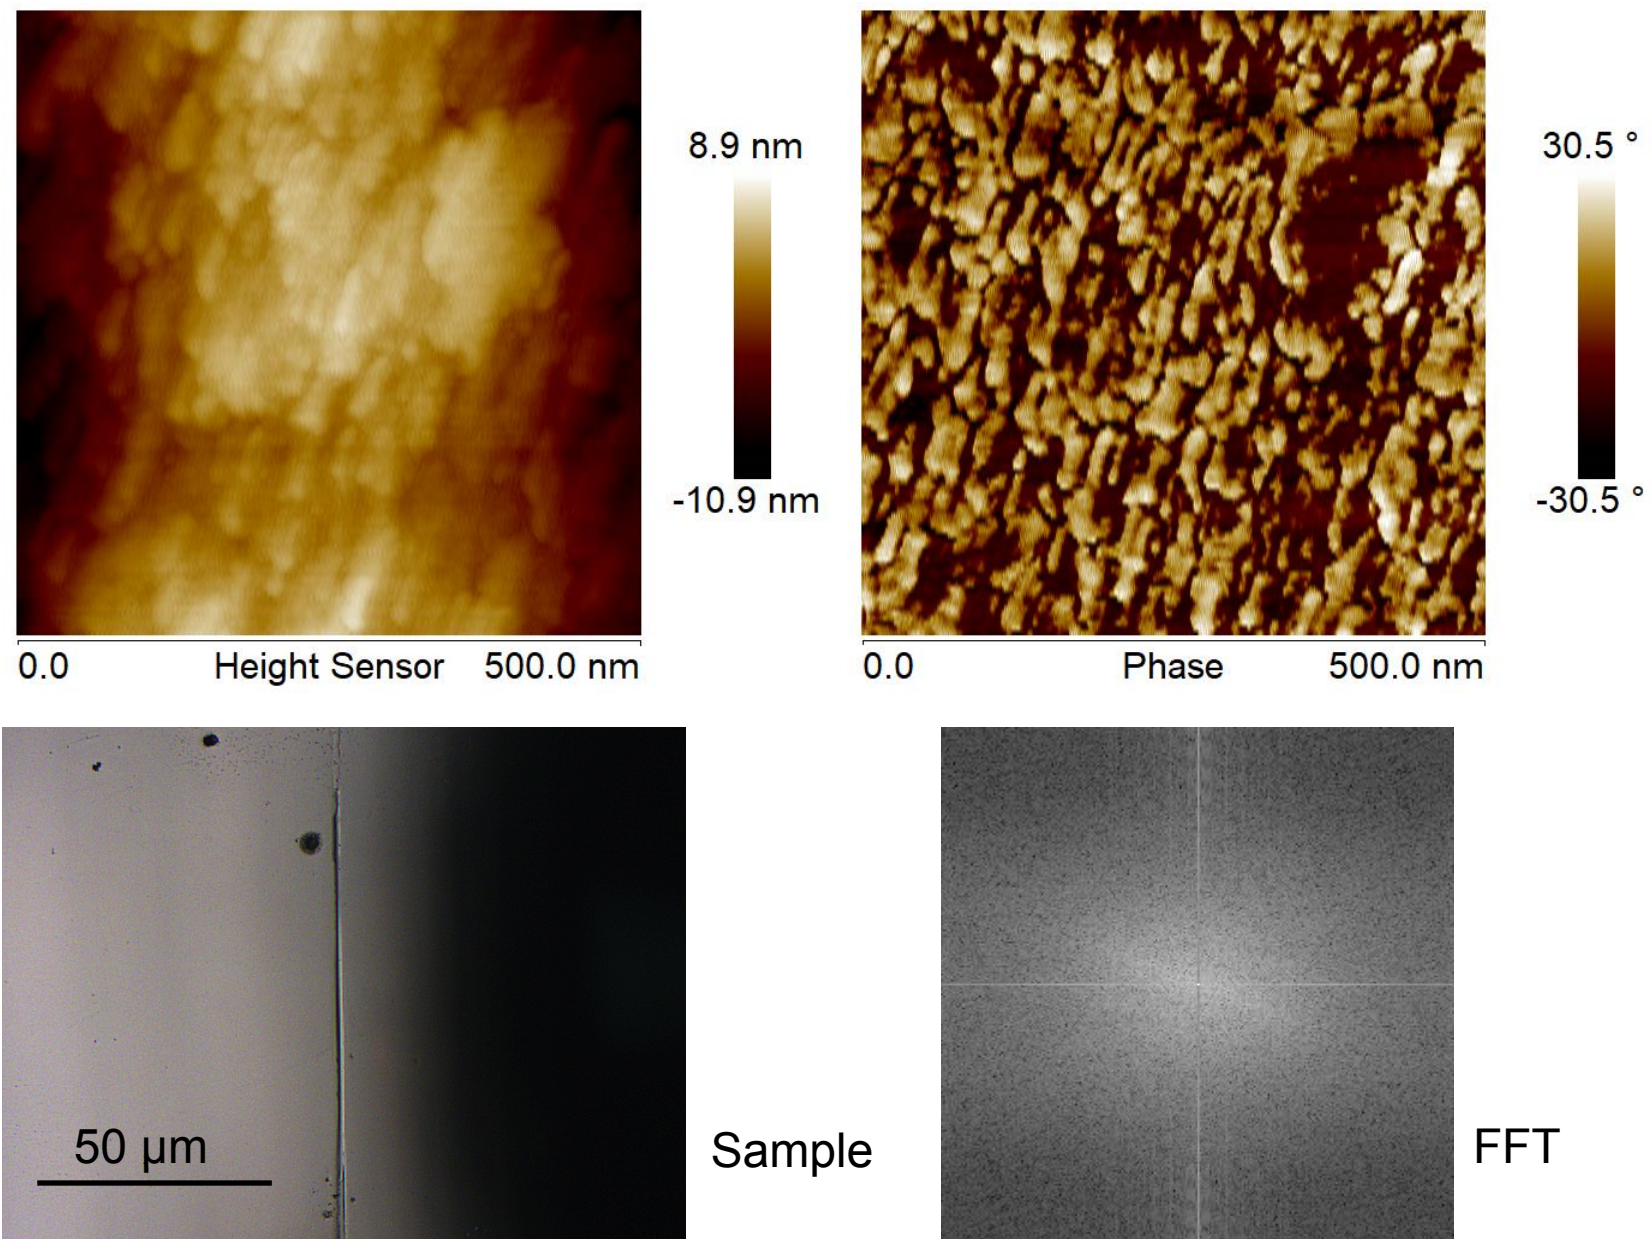 8.9 nm
-10.9 nm
0.0 Height Sensor 500.0 nm
30.5 °
-30.5 °
0.0 Phase 500.0 nm
50 µm
Sample
FFT